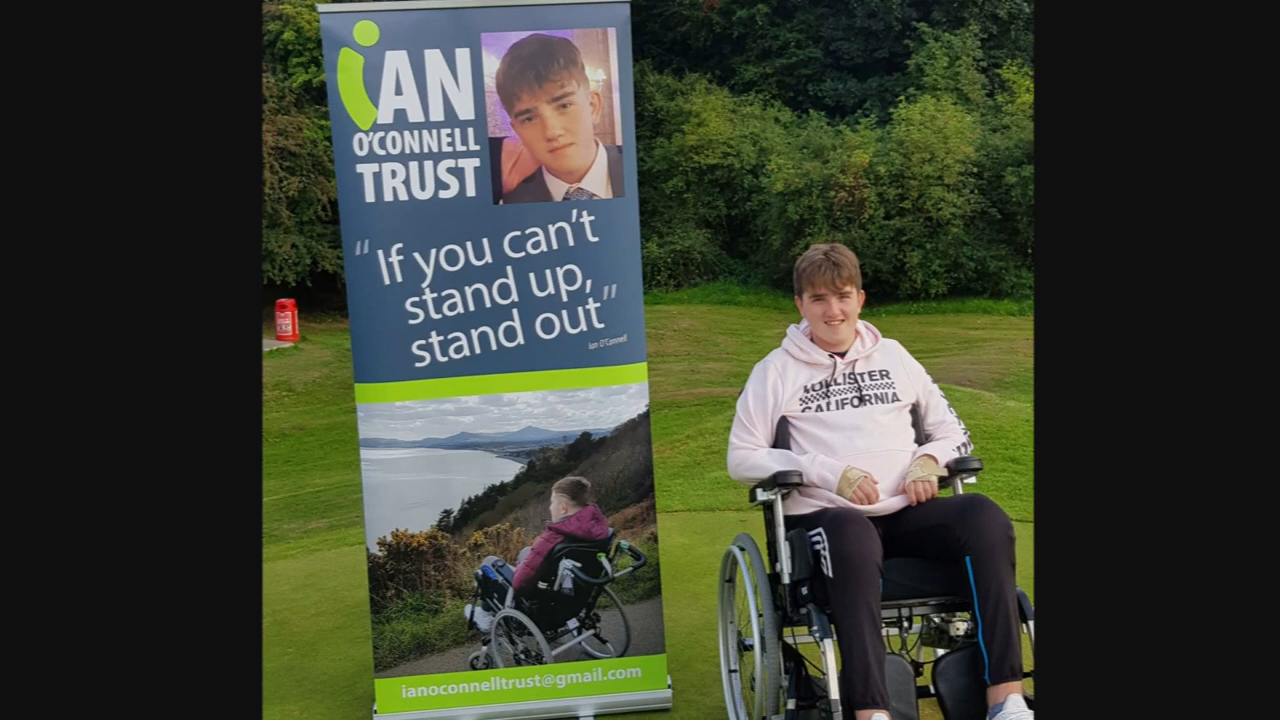 iAN
O'CONNELL
TRUST
"If you can't
stand up,
stand out"
Ian O'Connell
ianoconnelltrust@gmail.com
HOLLISTER
CALIFORNIA